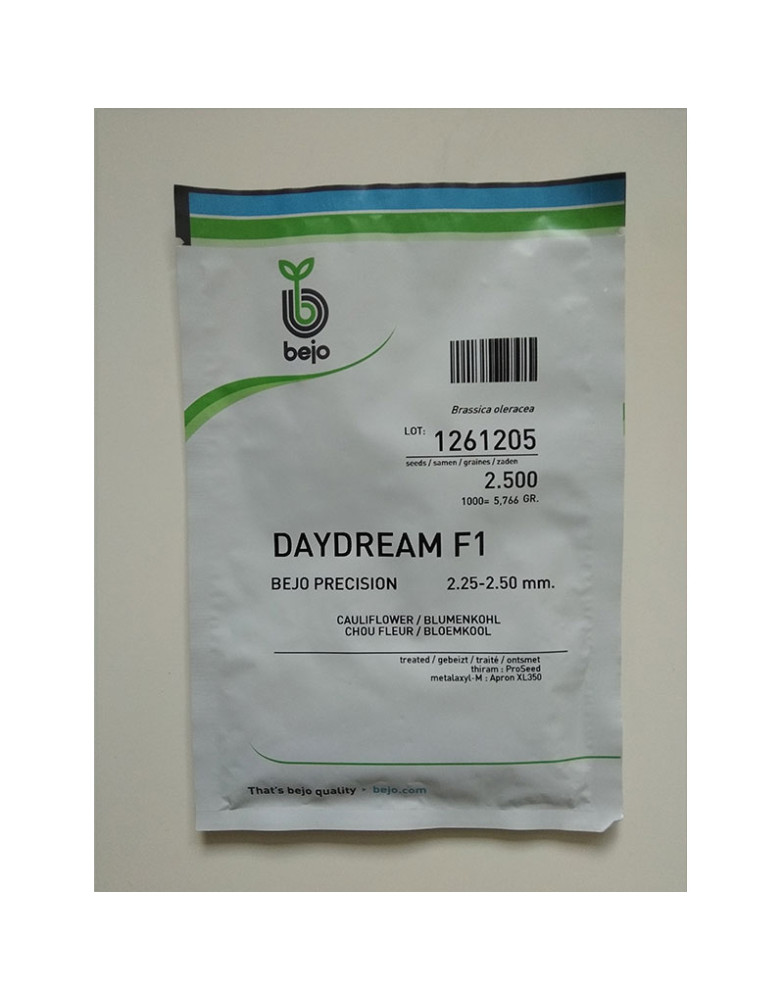 bejo
Brassica oleracea
LOT: 1261205
seeds / samen / graines / zaden
2.500
1000= 5,766 GR.
DAYDREAM F1
BEJO PRECISION 2.25-2.50 mm.
CAULIFLOWER / BLUMENKOHL
CHOU FLEUR / BLOEMKOOL
treated / gebeizt / traité / ontsmet
thiram : ProSeed
metalaxyl-M : Apron XL350
That's bejo quality - bejo.com